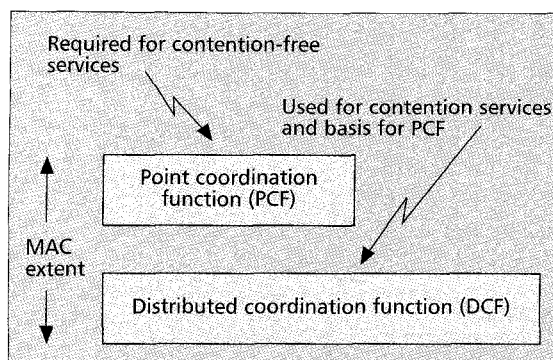 Required for contention-free
services
Used for contention services
and basis for PCF
Point coordination
function (PCF)
MAC
extent
Distributed coordination function (DCF)